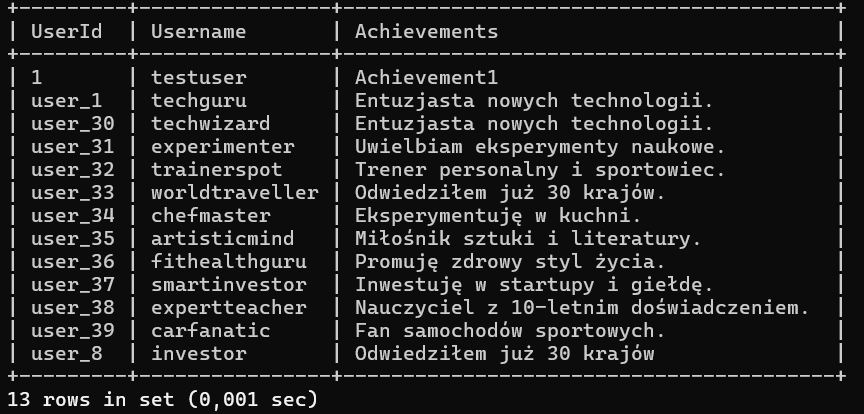 +---------+----------------+-----------------------------------------+
| UserId | Username | Achievements |
+---------+----------------+-----------------------------------------+
| 1 | testuser | Achievement1 |
| user_1 | techguru | Entuzjasta nowych technologii. |
| user_30 | techwizard | Entuzjasta nowych technologii. |
| user_31 | experimenter | Uwielbiam eksperymenty naukowe. |
| user_32 | trainerspot | Trener personalny i sportowiec. |
| user_33 | worldtraveller | Odwiedziłem już 30 krajów. |
| user_34 | chefmaster | Eksperymentuję w kuchni. |
| user_35 | artisticmind | Miłośnik sztuki i literatury. |
| user_36 | fithealthguru | Promuję zdrowy styl życia. |
| user_37 | smartinvestor | Inwestuję w startupy i giełdę. |
| user_38 | expertteacher | Nauczyciel z 10-letnim doświadczeniem. |
| user_39 | carfanatic | Fan samochodów sportowych. |
| user_8 | investor | Odwiedziłem już 30 krajów |
+---------+----------------+-----------------------------------------+
13 rows in set (0,001 sec)